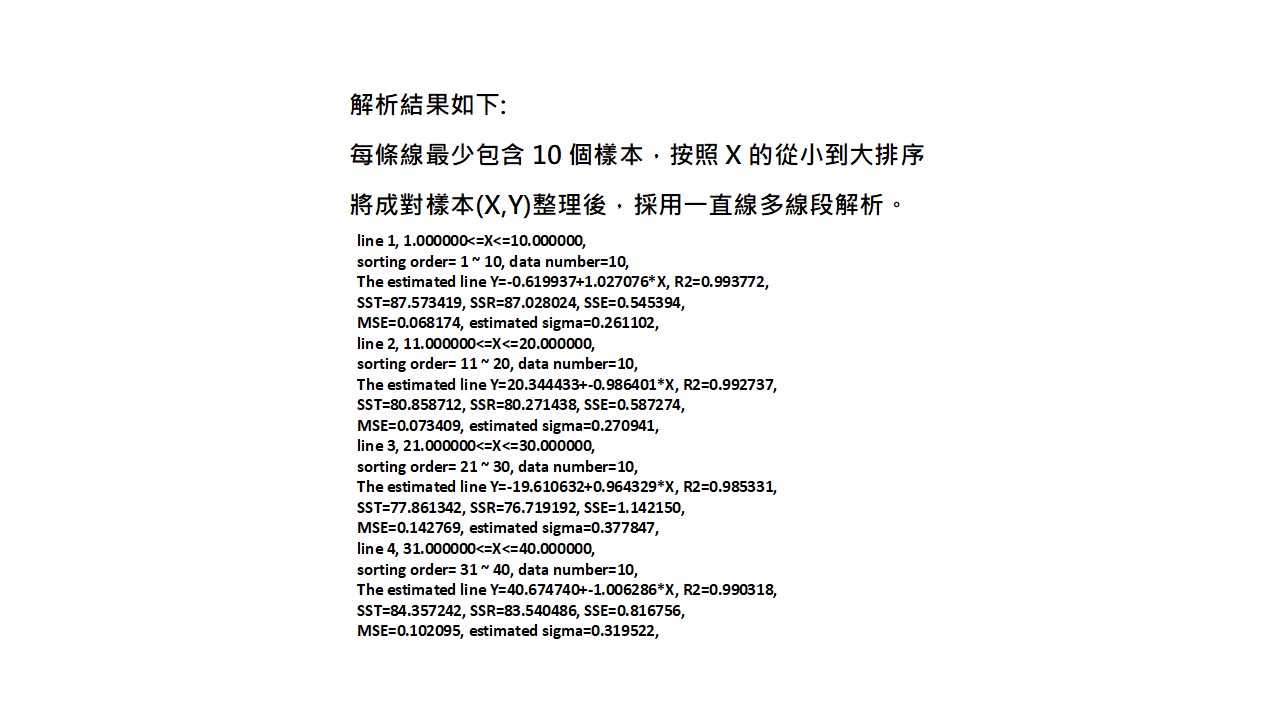 解析結果如下:
每條線最少包含 10 個樣本，按照 X 的從小到大排序
將成對樣本(X,Y)整理後，採用一直線多線段解析。
line 1, 1.000000<=X<=10.000000,
sorting order= 1 ~ 10, data number=10,
The estimated line Y=-0.619937+1.027076*X, R2=0.993772,
SST=87.573419, SSR=87.028024, SSE=0.545394,
MSE=0.068174, estimated sigma=0.261102,
line 2, 11.000000<=X<=20.000000,
sorting order= 11 ~ 20, data number=10,
The estimated line Y=20.344433+-0.986401*X, R2=0.992737,
SST=80.858712, SSR=80.271438, SSE=0.587274,
MSE=0.073409, estimated sigma=0.270941,
line 3, 21.000000<=X<=30.000000,
sorting order= 21 ~ 30, data number=10,
The estimated line Y=-19.610632+0.964329*X, R2=0.985331,
SST=77.861342, SSR=76.719192, SSE=1.142150,
MSE=0.142769, estimated sigma=0.377847,
line 4, 31.000000<=X<=40.000000,
sorting order= 31 ~ 40, data number=10,
The estimated line Y=40.674740+-1.006286*X, R2=0.990318,
SST=84.357242, SSR=83.540486, SSE=0.816756,
MSE=0.102095, estimated sigma=0.319522,